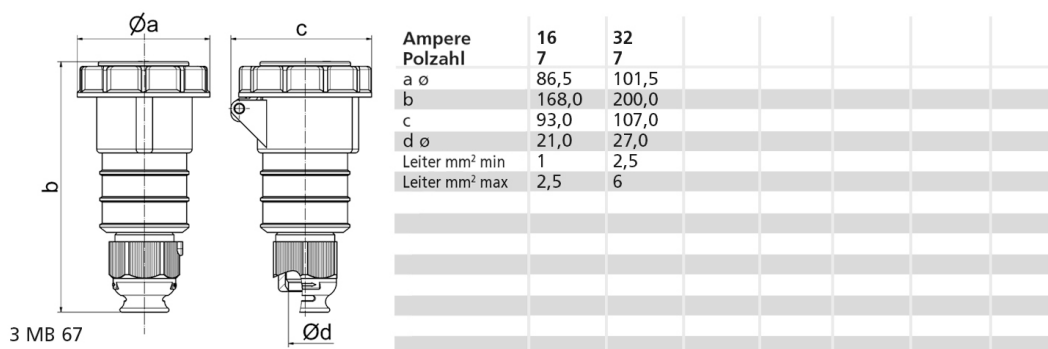 Øa
c
b
Ød
3 MB 67
Ampere 16 32
Polzahl 7 7
a ø 86,5 101,5
b 168,0 200,0
c 93,0 107,0
d ø 21,0 27,0
Leiter mm² min 1 2,5
Leiter mm² max 2,5 6